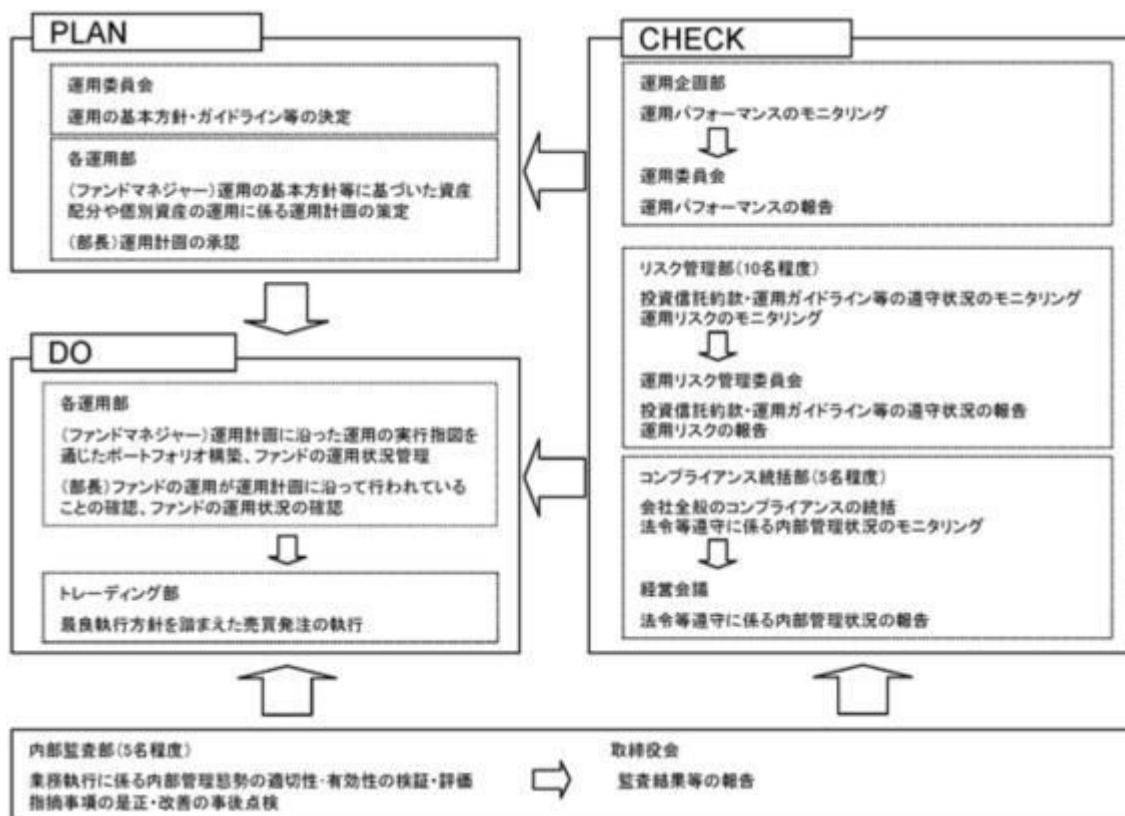 PLAN
運用委員会
運用の基本方針・ガイドライン等の決定
各運用部
(ファンドマネジャー)運用の基本方針等に基づいた資産
配分や個別資産の運用に係る運用計画の策定
(部長)運用計画の承認
DO
各運用部
(ファンドマネジャー)運用計画に沿った運用の実行指図を
通じたポートフォリオ構築、ファンドの運用状況管理
(部長)ファンドの運用が運用計画に沿って行われている
ことの確認、ファンドの運用状況の確認
トレーディング部
最良執行方針を踏まえた売買発注の執行
CHECK
運用企画部
運用パフォーマンスのモニタリング
運用委員会
運用パフォーマンスの報告
リスク管理部(10名程度)
投資信託約款・運用ガイドライン等の遵守状況のモニタリング
運用リスクのモニタリング
運用リスク管理委員会
投資信託約款・運用ガイドライン等の遵守状況の報告
運用リスクの報告
コンプライアンス統括部(5名程度)
会社全般のコンプライアンスの統括
法令等遵守に係る内部管理状況のモニタリング
経営会議
法令等遵守に係る内部管理状況の報告
内部監査部(5名程度)
業務執行に係る内部管理態勢の適切性・有効性の検証・評価
指摘事項の是正・改善の事後点検
取締役会
監査結果等の報告